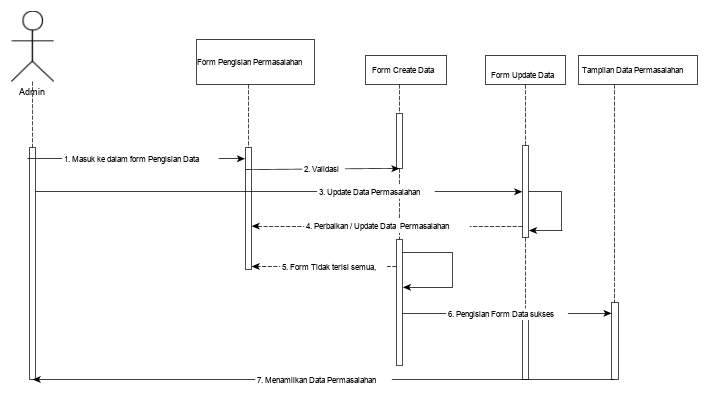 Form Pengisian Permasalahan
Form Create Data
Form Update Data
Tampilan Data Permasalahan
Admin
1. Masuk ke dalam form Pengisian Data
2. Validasi
3. Update Data Permasalahan
4. Perbaikan / Update Data Permasalahan
5. Form Tidak terisi semua,
6. Pengisian Form Data sukses
7. Menamilkan Data Permasalahan